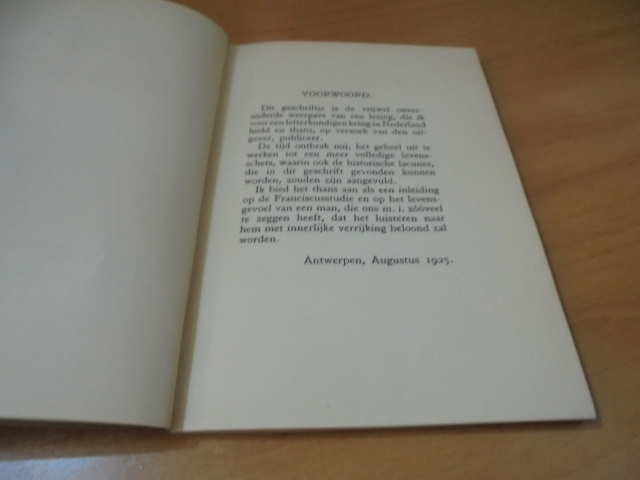 VOORWOORD.
Dit geschriftje is de vrijwel onver-
anderde weergave van een lezing, die ik
voor een letterkundigen kring in Nederland
hield en thans, op verzoek van den uit-
gever, publiceer.
De tijd ontbrak mij, het geheel uit te
werken tot een meer volledige levens-
schets, waarin ook de historische lacunes,
die in dit geschrift gevonden kunnen
worden, zouden zijn aangevuld.
Ik bied het thans aan als een inleiding
op de Franciscusstudie en op het levens-
gevoel van een man, die ons m. i. zóóveel
te zeggen heeft, dat het luisteren naar
hem met innerlijke verrijking beloond zal
worden.
Antwerpen, Augustus 1925.